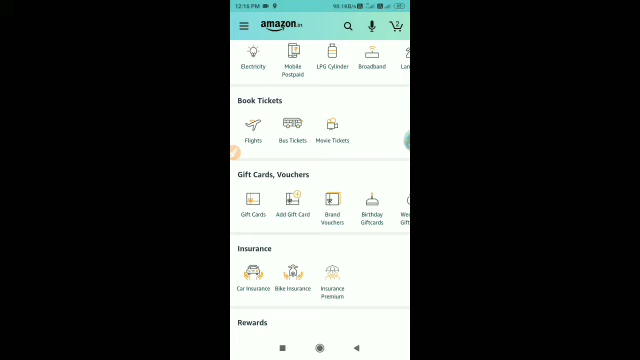 12:16 PM
amazon.in
2
Electricity
Mobile Postpaid
LPG Cylinder
Broadband
Book Tickets
Flights
Bus Tickets
Movie Tickets
Gift Cards, Vouchers
Gift Cards
Add Gift Card
Brand Vouchers
Birthday Giftcards
Insurance
Car Insurance
Bike Insurance
Insurance Premium
Rewards